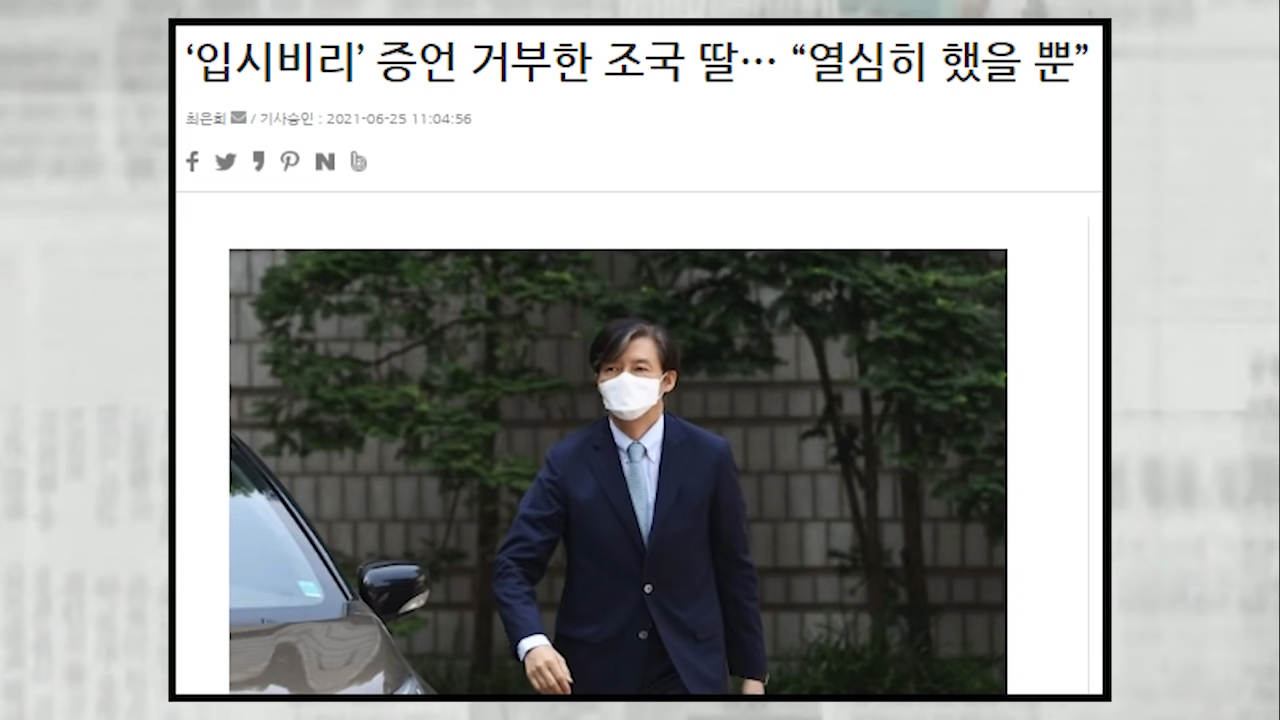 ‘입시비리’ 증언 거부한 조국 딸… “열심히 했을 뿐”
최은희 / 기사승인 : 2021-06-25 11:04:56